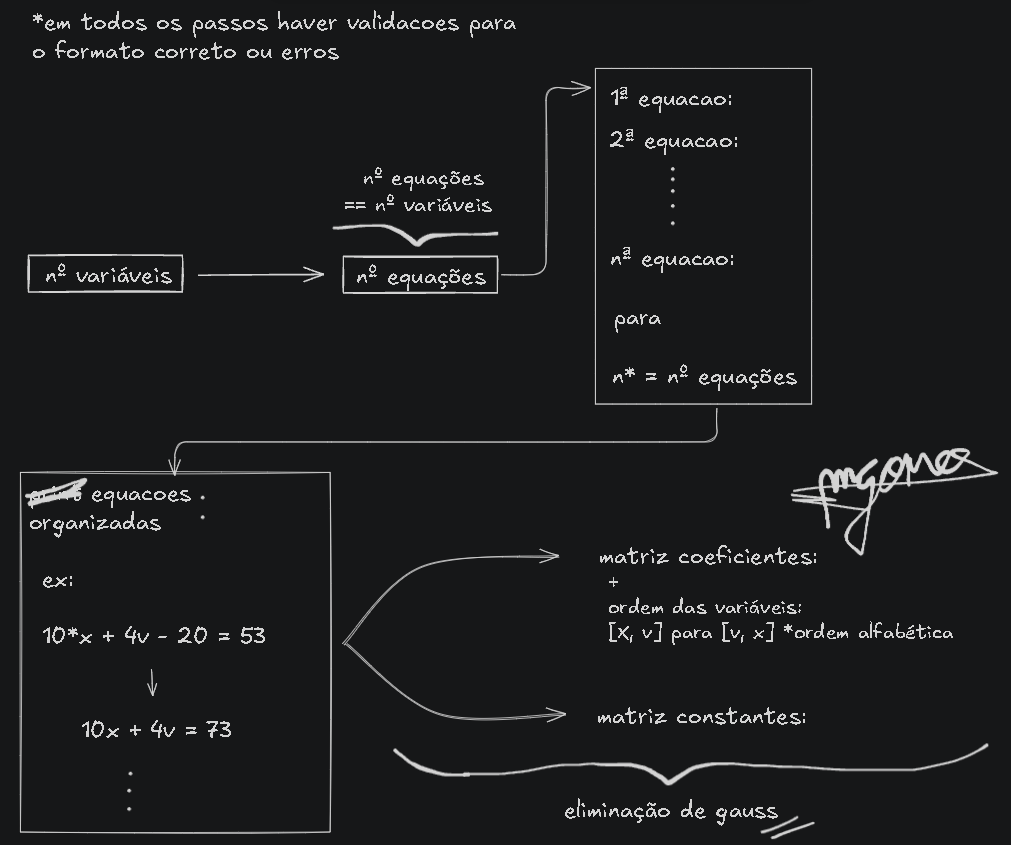 *em todos os passos haver validacoes para
o formato correto ou erros
1ª equacao:
2ª equacao:
nº equações
== nº variáveis
nº variáveis
nº equações
nª equacao:
para
n* = nº equações
equacoes :
organizadas
ex:
10*x + 4v - 20 = 53
10x + 4v = 73
matriz coeficientes:
+
ordem das variáveis:
[X, v] para [v, x] *ordem alfabética
matriz constantes:
eliminação de gauss